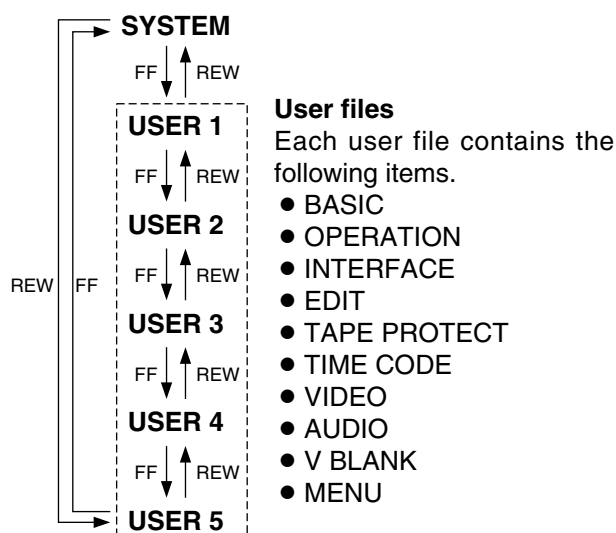 SYSTEM
FF REW
USER 1
FF REW
USER 2
FF REW
USER 3
FF REW
USER 4
FF REW
USER 5
REW FF
User files
Each user file contains the
following items.
● BASIC
● OPERATION
● INTERFACE
● EDIT
● TAPE PROTECT
● TIME CODE
● VIDEO
● AUDIO
● V BLANK
● MENU